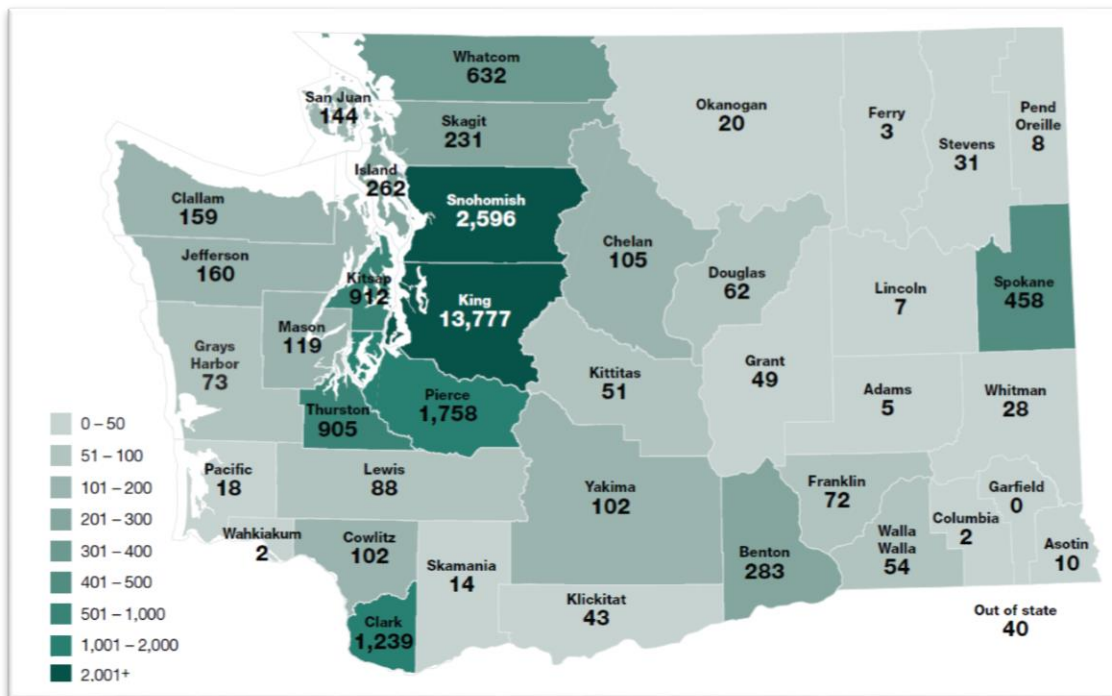 Whatcom
632
San Juan
144
Skagit
231
Okanogan
20
Ferry
3
Stevens
31
Pend
Oreille
8
Island
262
Clallam
159
Snohomish
2,596
Jefferson
160
Kitsap
912
Chelan
105
Douglas
62
Lincoln
7
Spokane
458
King
13,777
Mason
119
Grays
Harbor
73
Kittitas
51
Grant
49
Adams
5
Whitman
28
Pierce
1,758
Thurston
905
Pacific
18
Lewis
88
Yakima
102
Franklin
72
Garfield
0
Columbia
2
Walla
Walla
54
Asotin
10
Benton
283
Wahkiakum
2
Cowlitz
102
Skamania
14
Klickitat
43
Clark
1,239
Out of state
40
0 – 50
51 – 100
101 – 200
201 – 300
301 – 400
401 – 500
501 – 1,000
1,001 – 2,000
2,001+